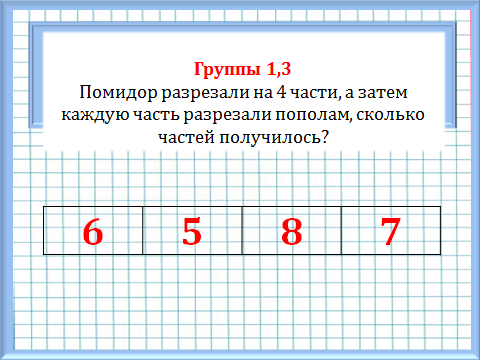 Группы 1,3
Помидор разрезали на 4 части, а затем
каждую часть разрезали пополам, сколько
частей получилось?
6 5 8 7